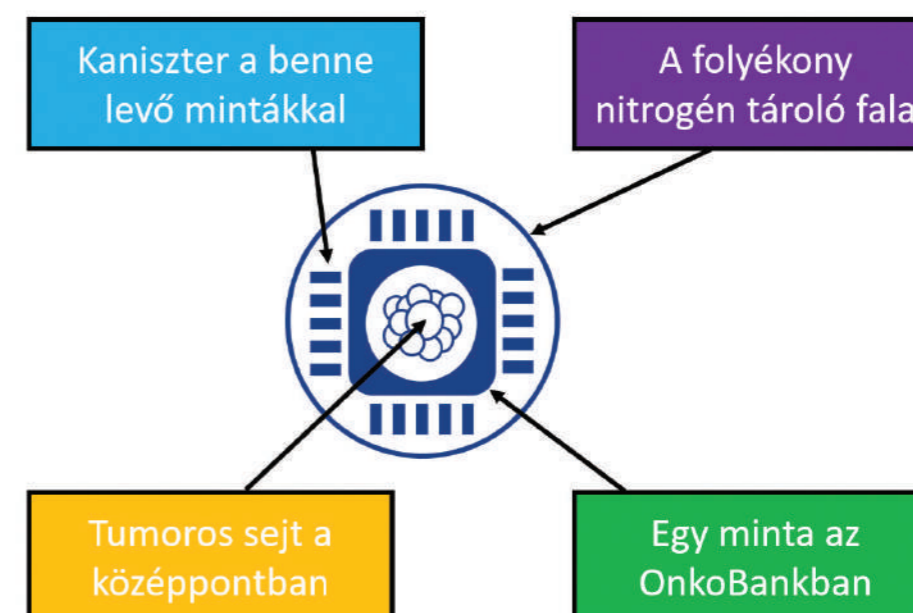 Kaniszter a benne
levő mintákkal
A folyékony
nitrogén tároló fala
Tumoros sejt a
középpontban
Egy minta az
OnkoBankban